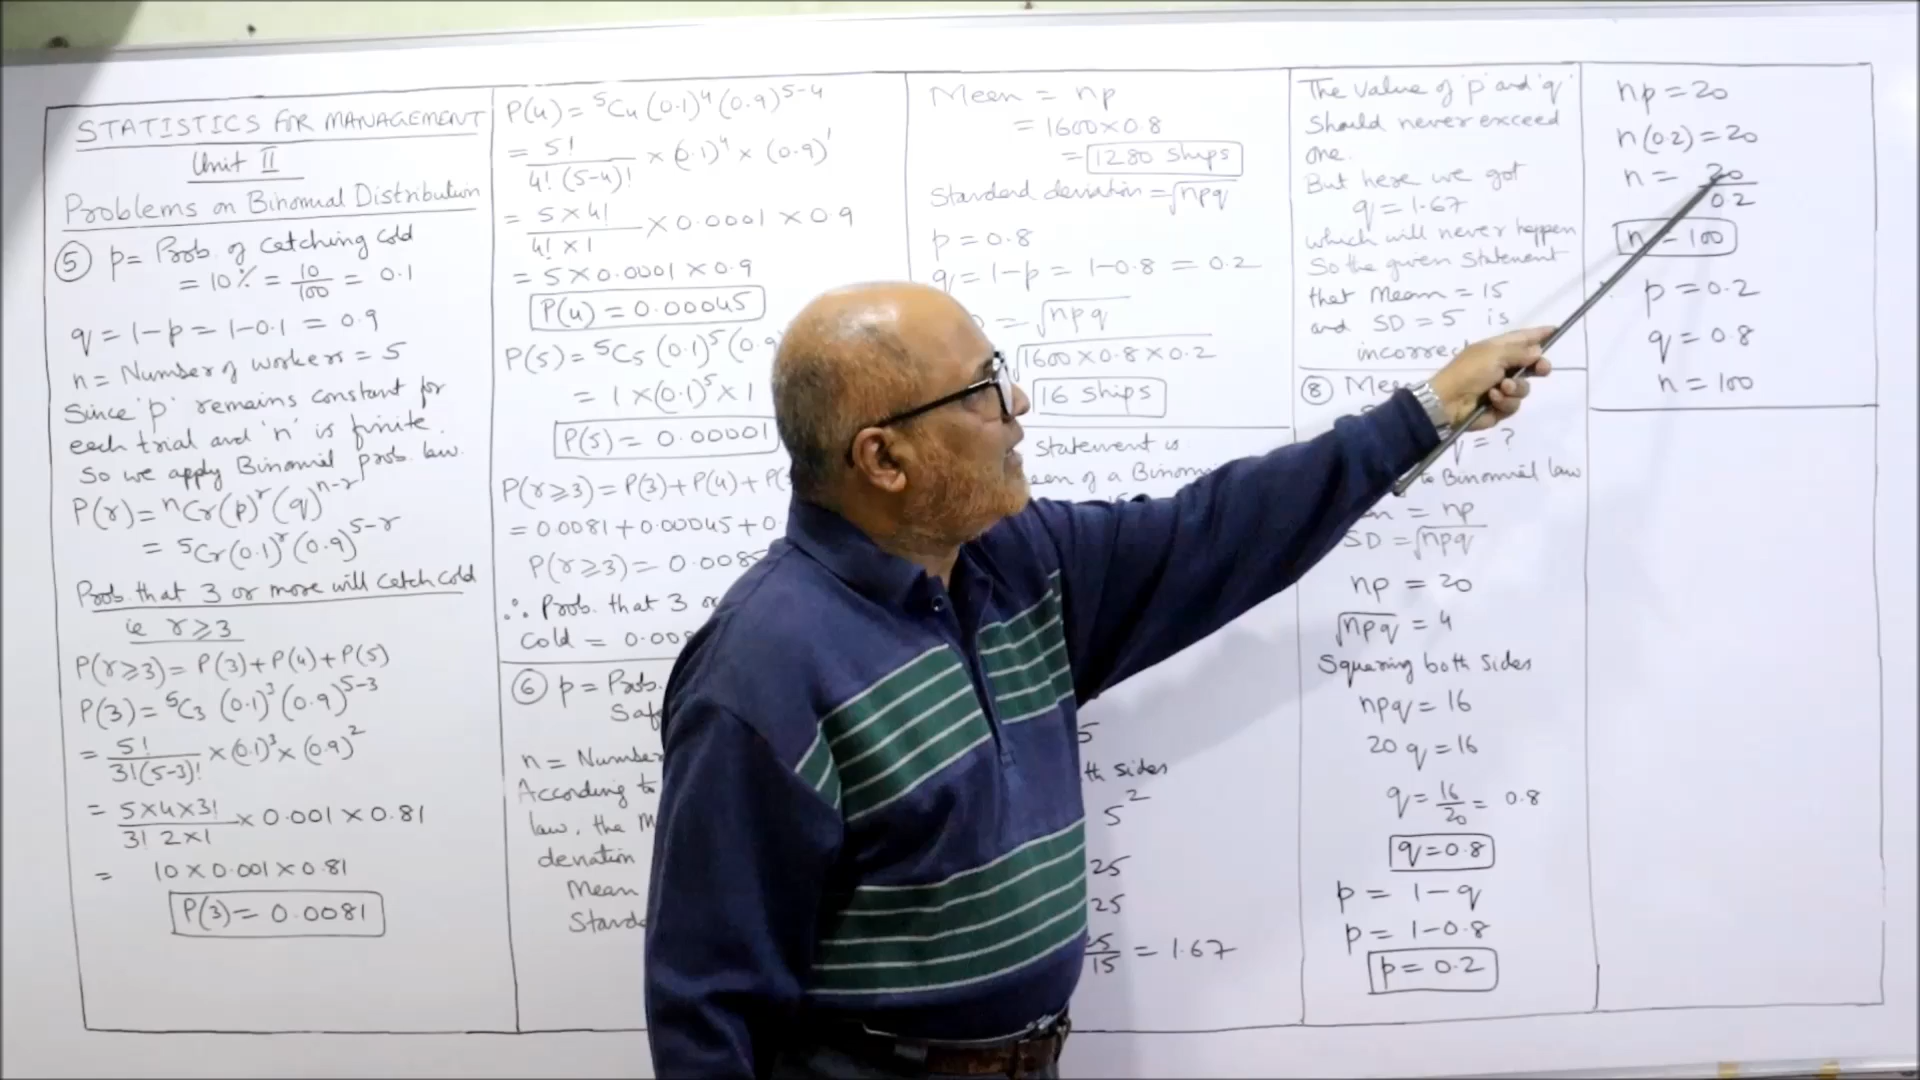 STATISTICS FOR MANAGEMENT
Unit II
Problems on Binomial Distribution
⑤ p = Prob. of catching cold
= 10% = 10/100 = 0.1
q = 1-p = 1-0.1 = 0.9
n = Number of workers = 5
Since 'p' remains constant for
each trial and 'n' is finite.
So we apply Binomial prob. law.
P(r) = ⁿCr(p)ʳ(q)ⁿ⁻ʳ
= ⁵Cr(0.1)ʳ(0.9)⁵⁻ʳ
Prob. that 3 or more will catch cold
ie r⩾3
P(r⩾3) = P(3)+P(4)+P(5)
P(3) = ⁵C₃ (0.1)³(0.9)⁵⁻³
= 5!/3!(5-3)! × (0.1)³ × (0.9)²
= 5×4×3!/3! 2×1 × 0.001 × 0.81
= 10 × 0.001 × 0.81
P(3) = 0.0081
P(4) = ⁵C₄ (0.1)⁴ (0.9)⁵⁻⁴
= 5!/4! (5-4)! × (0.1)⁴ × (0.9)¹
= 5×4!/4! ×1 × 0.0001 × 0.9
= 5 × 0.0001 × 0.9
P(4) = 0.00045
P(5) = ⁵C₅ (0.1)⁵ (0.9
= 1 × (0.1)⁵ × 1
P(5) = 0.00001
P(r⩾3) = P(3) + P(4) + P(
= 0.0081 + 0.00045 + 0.
P(r⩾3) = 0.0085
∴ Prob. that 3 or
cold = 0.008
⑥ p = Prob.
Saf
n = Number
According to
law, the M
deviation
Mean
Standa
Mean = np
= 1600 × 0.8
= 1280 Ships
Standard deviation = √npq
p = 0.8
q = 1-p = 1-0.8 = 0.2
= √npq
√1600 × 0.8 × 0.2
16 Ships
Statement is
ean of a Binomi
5
th sides
5²
25
25
25/15 = 1.67
The value of 'p' and 'q'
Should never exceed
one.
But here we got
q = 1.67
which will never happen
So the given Statement
that Mean = 15
and SD = 5 is
incorrec
⑧ Me
q = ?
to Binomial law
= np
SD = √npq
np = 20
√npq = 4
Squaring both sides
npq = 16
20 q = 16
q = 16/20 = 0.8
q = 0.8
p = 1-q
p = 1-0.8
p = 0.2
np = 20
n(0.2) = 20
n = 20/0.2
n = 100
p = 0.2
q = 0.8
n = 100